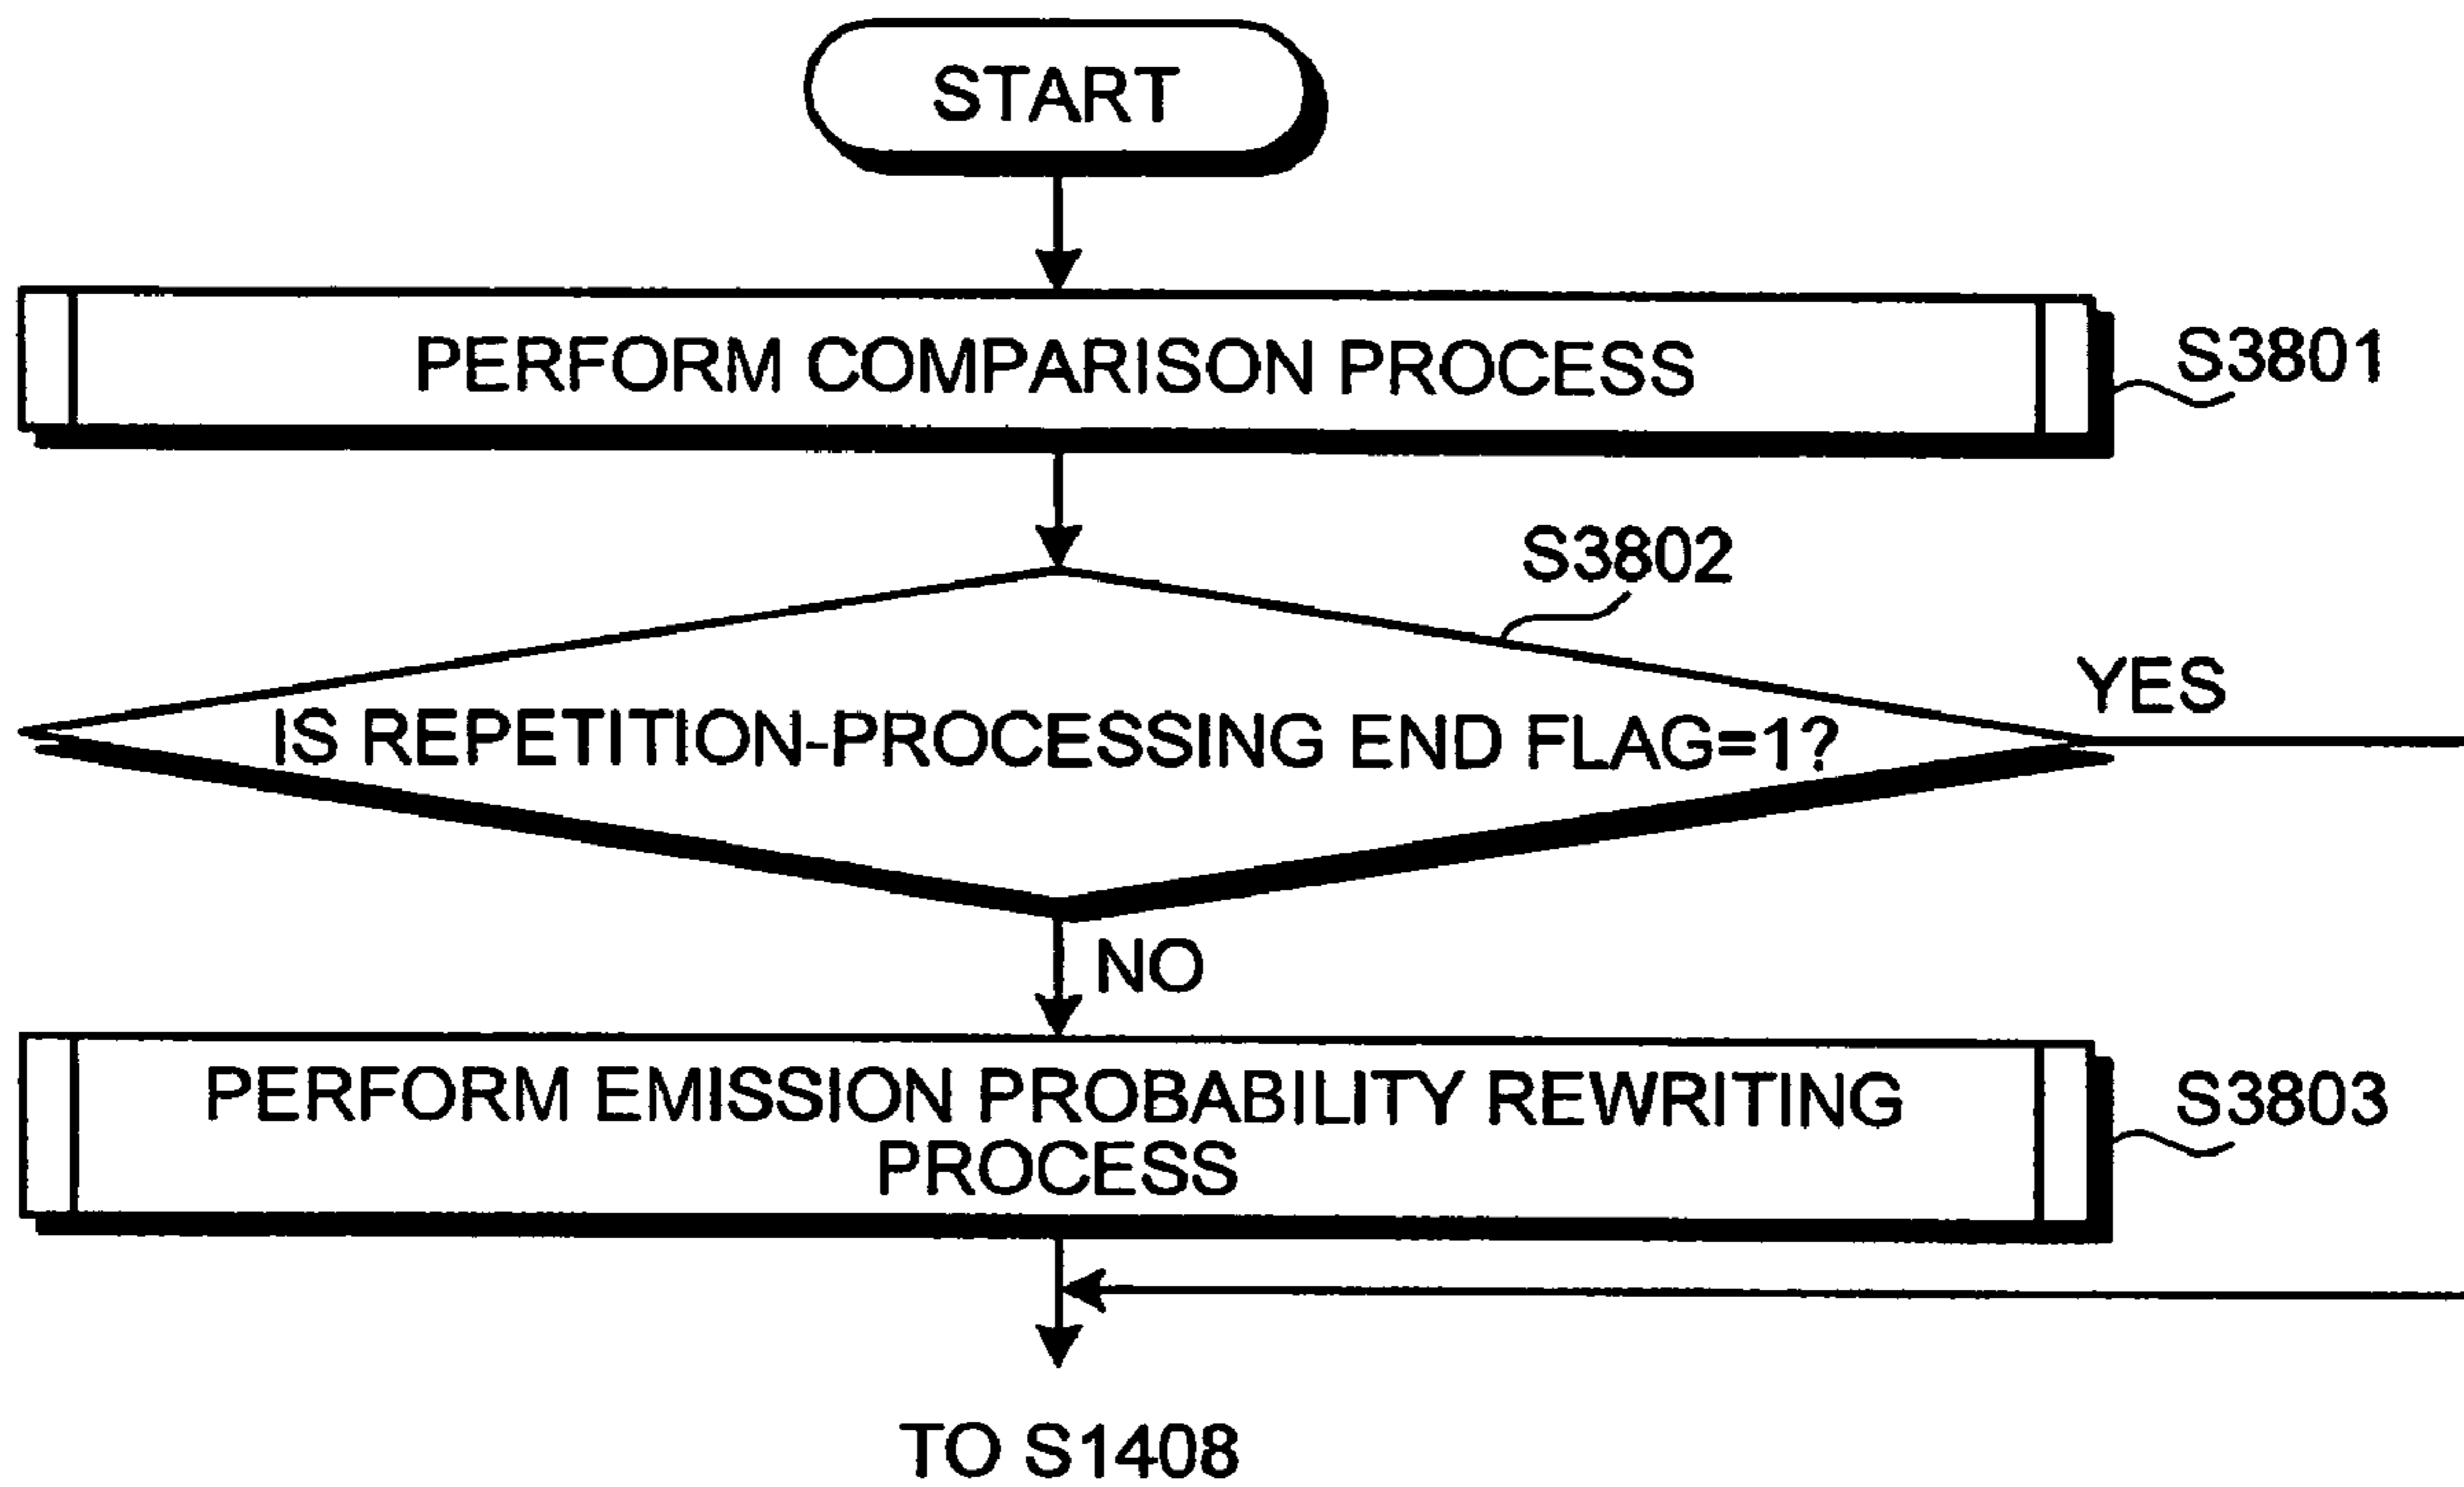 START
PERFORM COMPARISON PROCESS
S3801
S3802
IS REPETITION-PROCESSING END FLAG=1?
YES
NO
PERFORM EMISSION PROBABILITY REWRITING
PROCESS
S3803
TO S1408